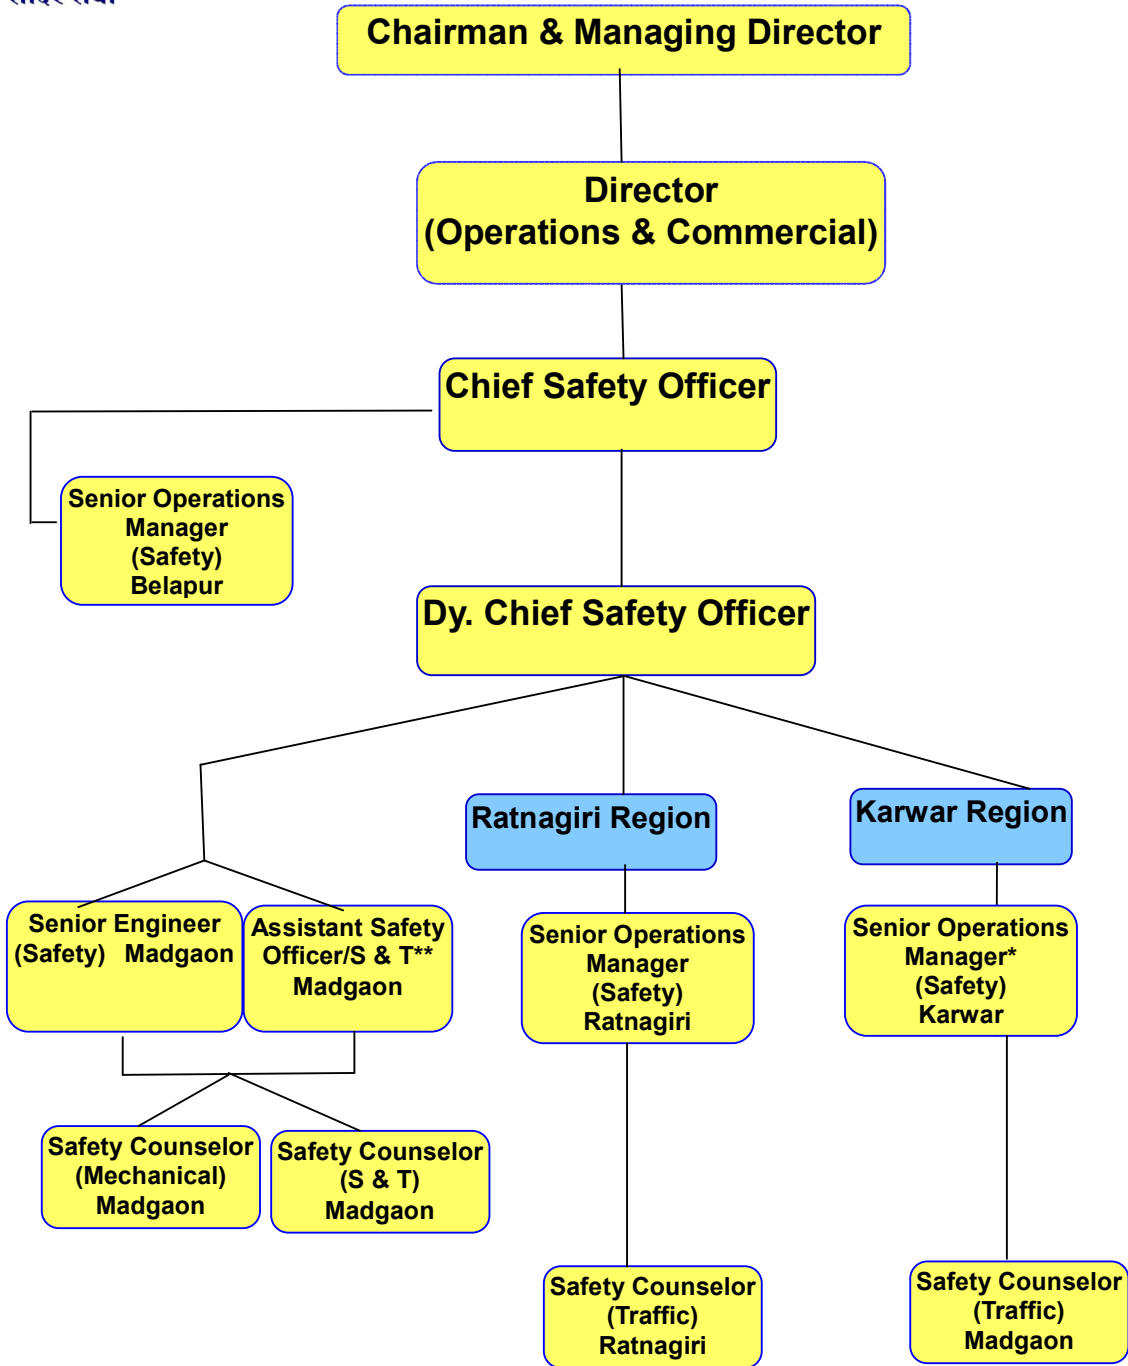 Chairman & Managing Director
Director
(Operations & Commercial)
Chief Safety Officer
Senior Operations
Manager
(Safety)
Belapur
Dy. Chief Safety Officer
Ratnagiri Region
Karwar Region
Senior Engineer
(Safety) Madgaon
Assistant Safety
Officer/S & T**
Madgaon
Senior Operations
Manager
(Safety)
Ratnagiri
Senior Operations
Manager*
(Safety)
Karwar
Safety Counselor
(Mechanical)
Madgaon
Safety Counselor
(S & T)
Madgaon
Safety Counselor
(Traffic)
Ratnagiri
Safety Counselor
(Traffic)
Madgaon